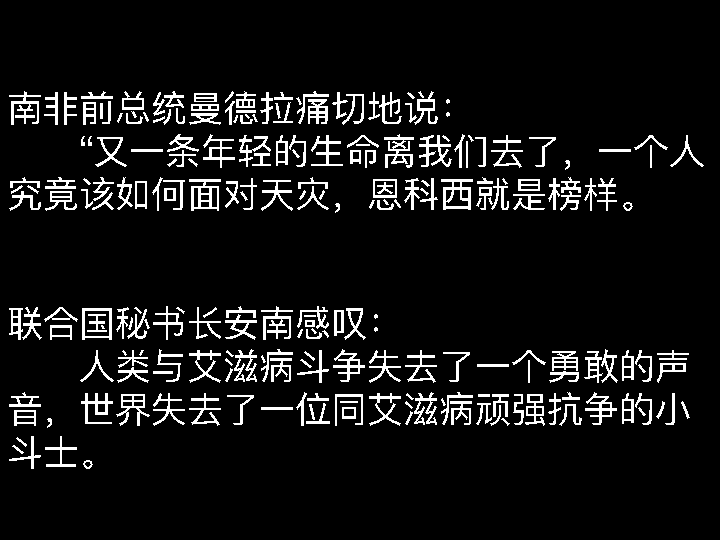 南非前总统曼德拉痛切地说：
“又一条年轻的生命离我们去了，一个人
究竟该如何面对天灾，恩科西就是榜样。
联合国秘书长安南感叹：
人类与艾滋病斗争失去了一个勇敢的声
音，世界失去了一位同艾滋病顽强抗争的小
斗士。